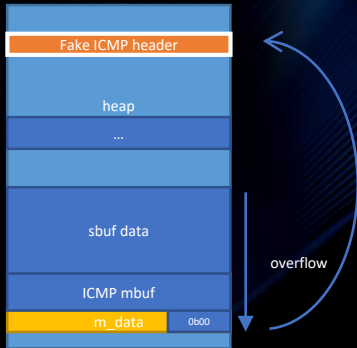 Fake ICMP header
heap
...
sbuf data
overflow
ICMP mbuf
m_data
0b00